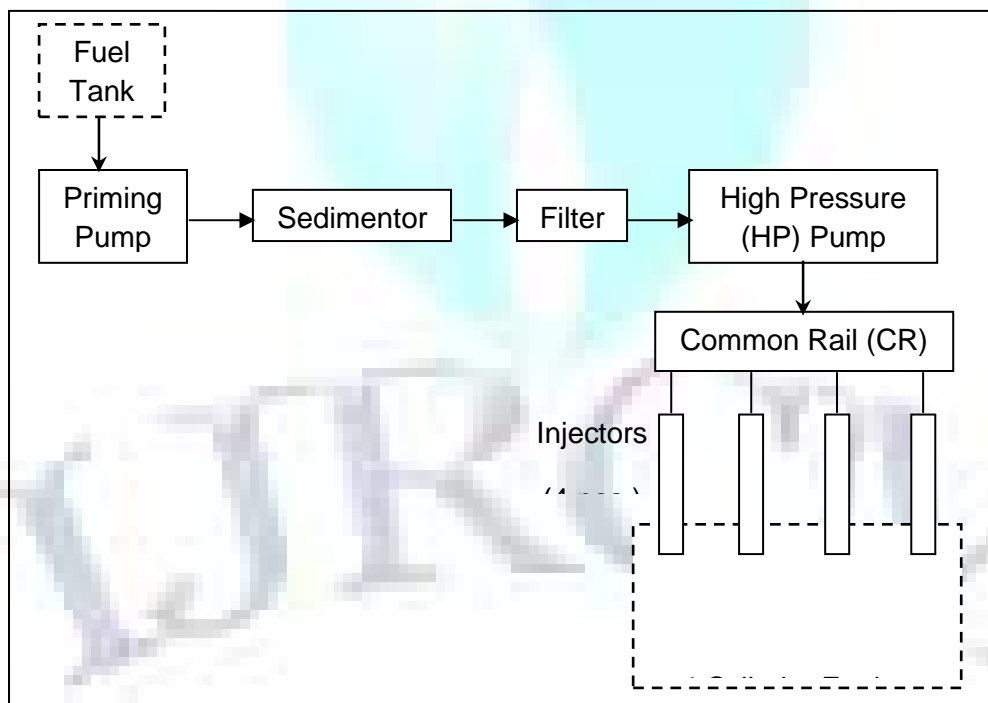 Fuel
Tank
Priming
Pump
Sedimentor
Filter
High Pressure
(HP) Pump
Common Rail (CR)
Injectors